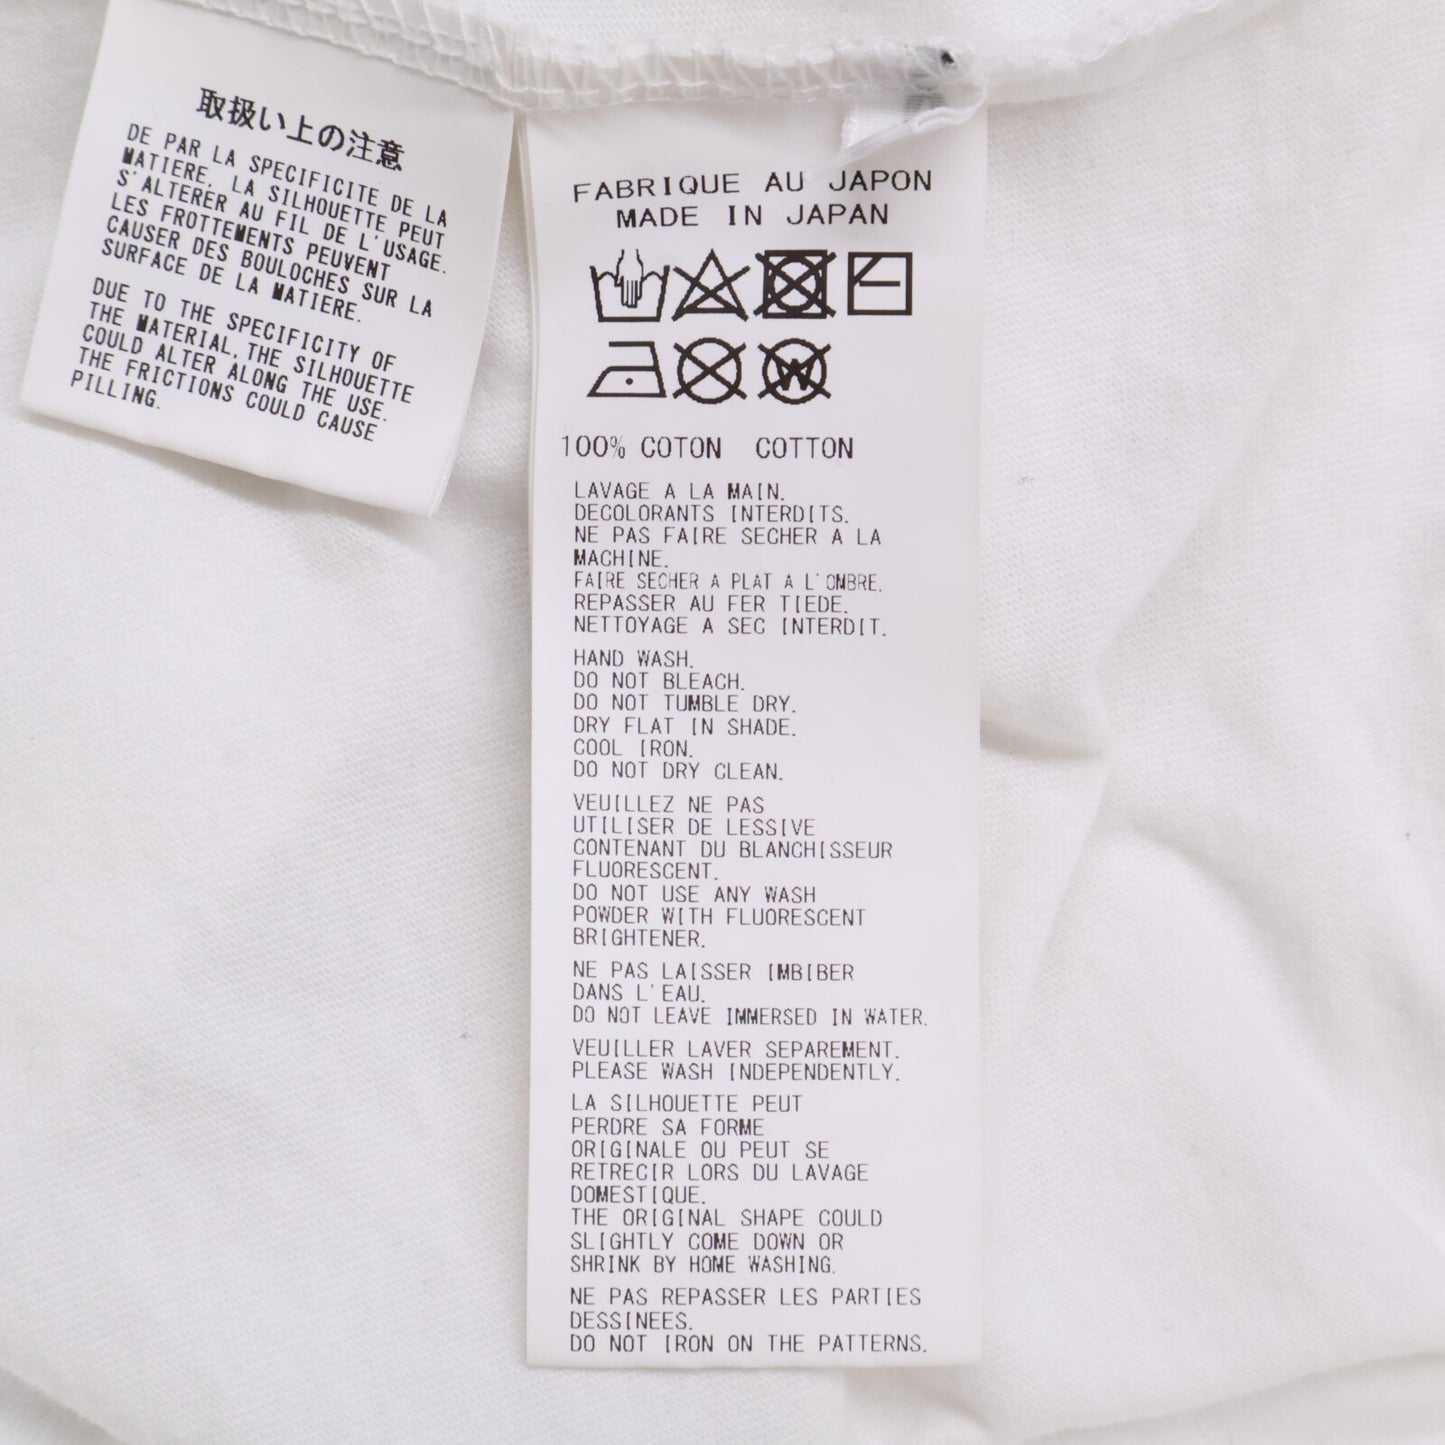 取扱い上の注意
DE PAR LA SPECIFICITE DE LA
MATIERE, LA SILHOUETTE PEUT
S'ALTERER AU FIL DE L'USAGE.
LES FROTTEMENTS PEUVENT
CAUSER DES BOULOCHES SUR LA
SURFACE DE LA MATIERE.
DUE TO THE SPECIFICITY OF
THE MATERIAL, THE SILHOUETTE
COULD ALTER ALONG THE USE.
THE FRICTIONS COULD CAUSE
PILLING.
FABRIQUE AU JAPON
MADE IN JAPAN
W
100% COTON COTTON
LAVAGE A LA MAIN.
DECOLORANTS INTERDITS.
NE PAS FAIRE SECHER A LA
MACHINE.
FAIRE SECHER A PLAT A L'OMBRE.
REPASSER AU FER TIEDE.
NETTOYAGE A SEC INTERDIT.
HAND WASH.
DO NOT BLEACH.
DO NOT TUMBLE DRY.
DRY FLAT IN SHADE.
COOL IRON.
DO NOT DRY CLEAN.
VEUILLEZ NE PAS
UTILISER DE LESSIVE
CONTENANT DU BLANCHISSEUR
FLUORESCENT.
DO NOT USE ANY WASH
POWDER WITH FLUORESCENT
BRIGHTENER.
NE PAS LAISSER IMBIBER
DANS L'EAU.
DO NOT LEAVE IMMERSED IN WATER.
VEUILLER LAVER SEPAREMENT.
PLEASE WASH INDEPENDENTLY.
LA SILHOUETTE PEUT
PERDRE SA FORME
ORIGINALE OU PEUT SE
RETRECIR LORS DU LAVAGE
DOMESTIQUE.
THE ORIGINAL SHAPE COULD
SLIGHTLY COME DOWN OR
SHRINK BY HOME WASHING.
NE PAS REPASSER LES PARTIES
DESSINEES.
DO NOT IRON ON THE PATTERNS.